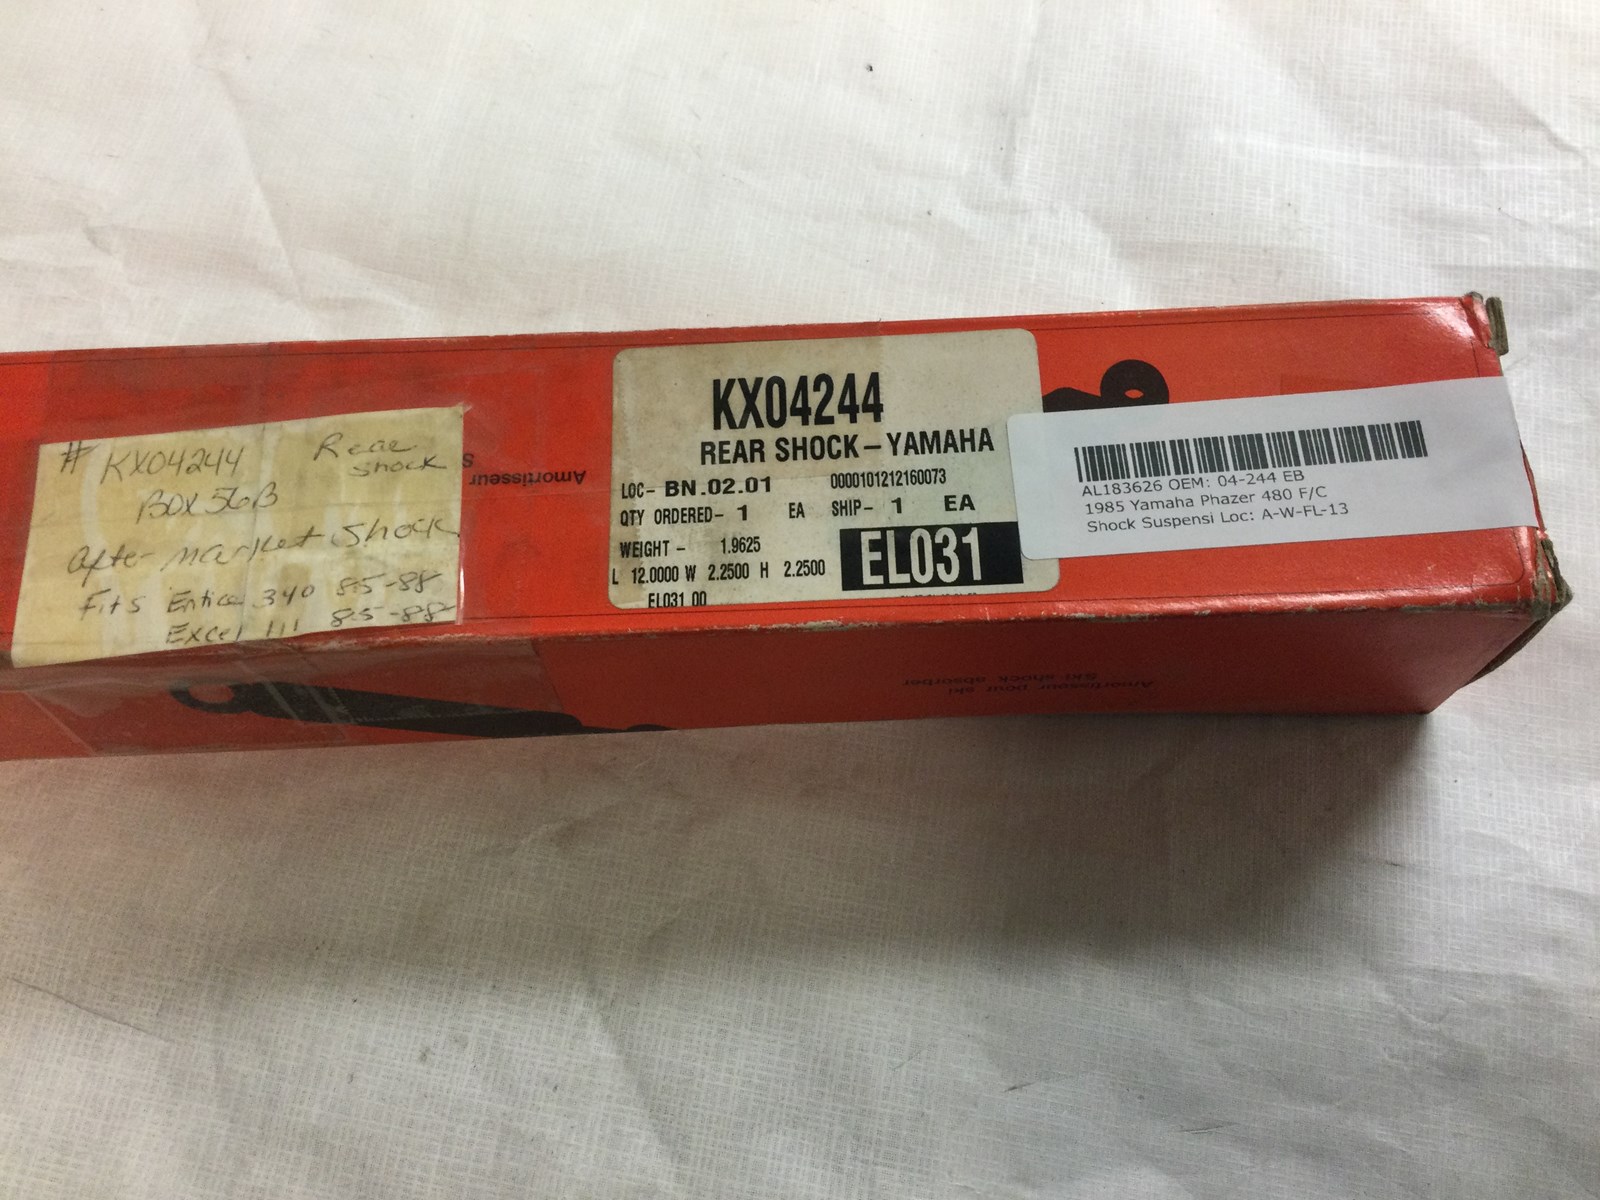 # KX04244 Rear
shock
BOX 56B
After market Shock
Fits Entice 340 85-88
Excel III 85-88
Amortisseur
S
KX04244
REAR SHOCK-YAMAHA
LOC- BN.02.01 0000101212160073
QTY ORDERED- 1 EA SHIP- 1 EA
WEIGHT - 1.9625
L 12.0000 W 2.2500 H 2.2500
EL031
EL031 00
AL183626 OEM: 04-244 EB
1985 Yamaha Phazer 480 F/C
Shock Suspensi Loc: A-W-FL-13
Ski-shock absorber
Amortisseur pour ski